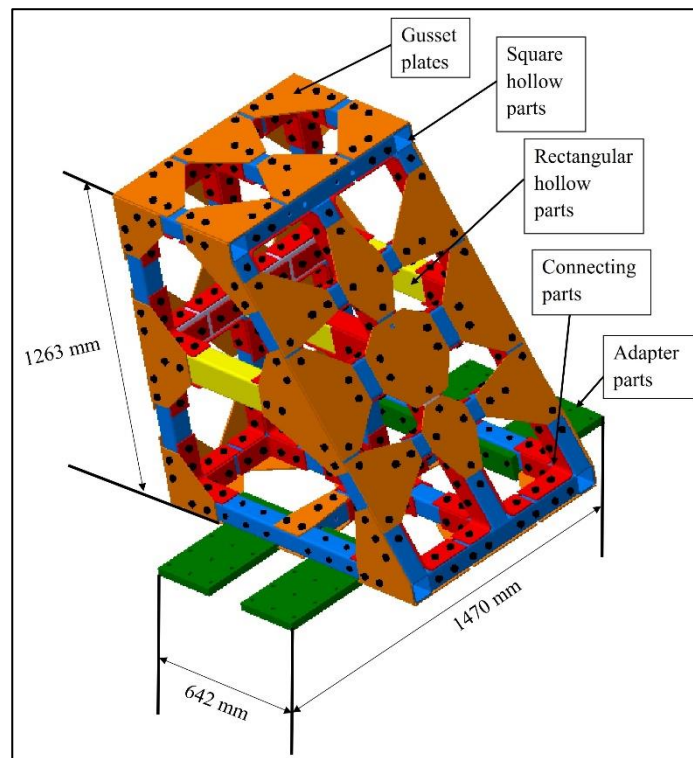 Gusset
plates
Square
hollow
parts
Rectangular
hollow
parts
Connecting
parts
Adapter
parts
1263 mm
1470 mm
642 mm